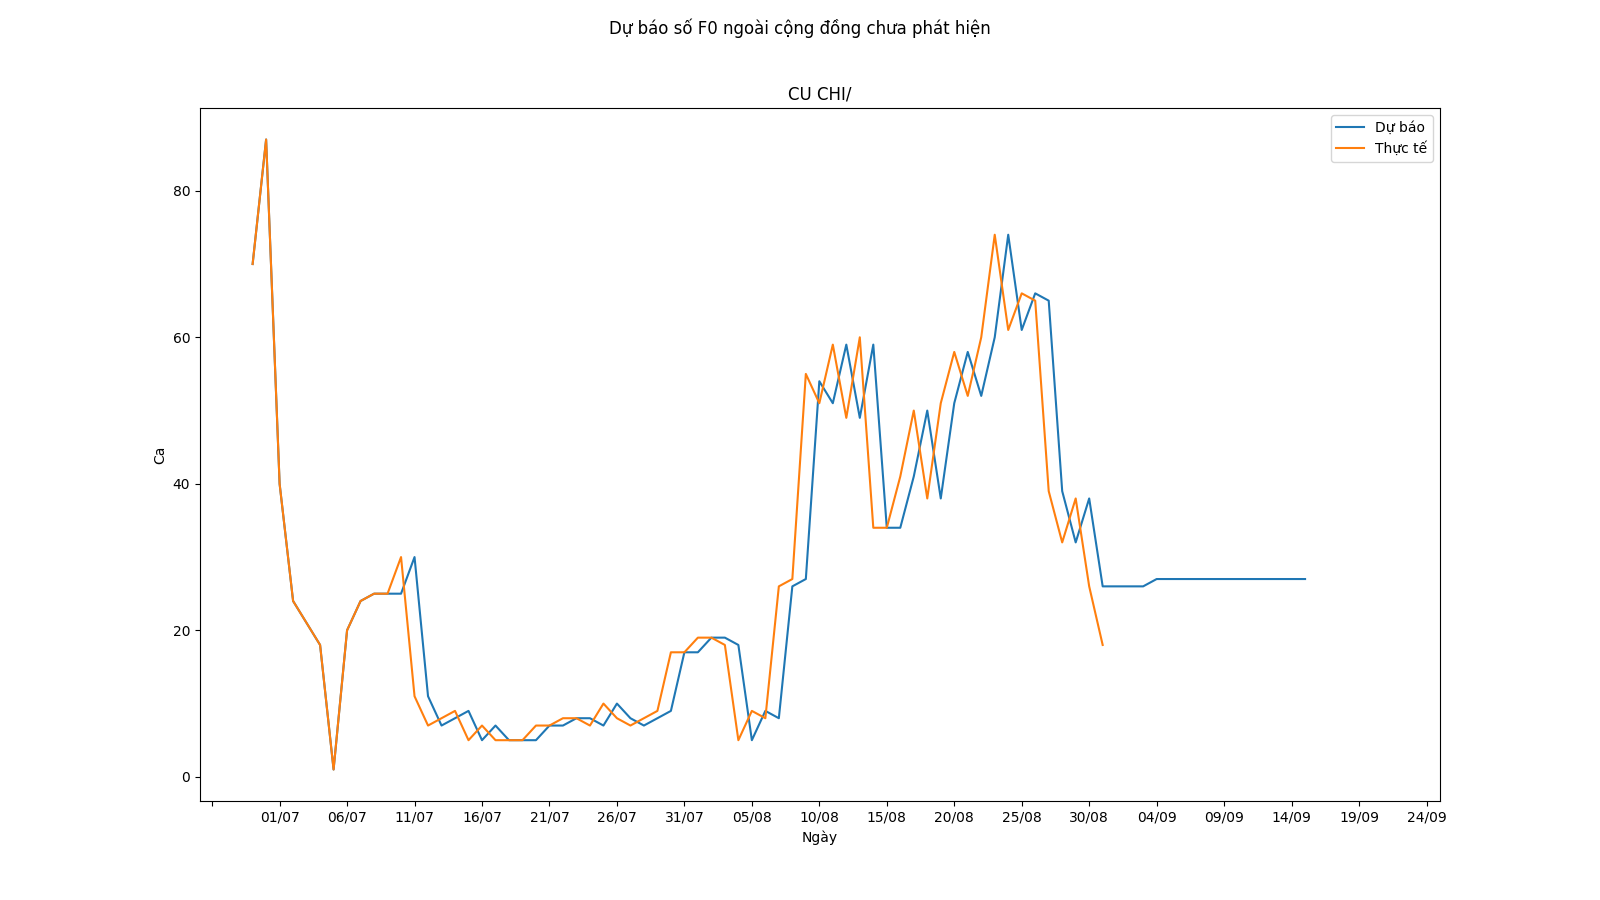 Dự báo số F0 ngoài cộng đồng chưa phát hiện
CU CHI/
Dự báo
Thực tế
80
60
40
20
0
Ca
01/07 06/07 11/07 16/07 21/07 26/07 31/07 05/08 10/08 15/08 20/08 25/08 30/08 04/09 09/09 14/09 19/09 24/09
Ngày